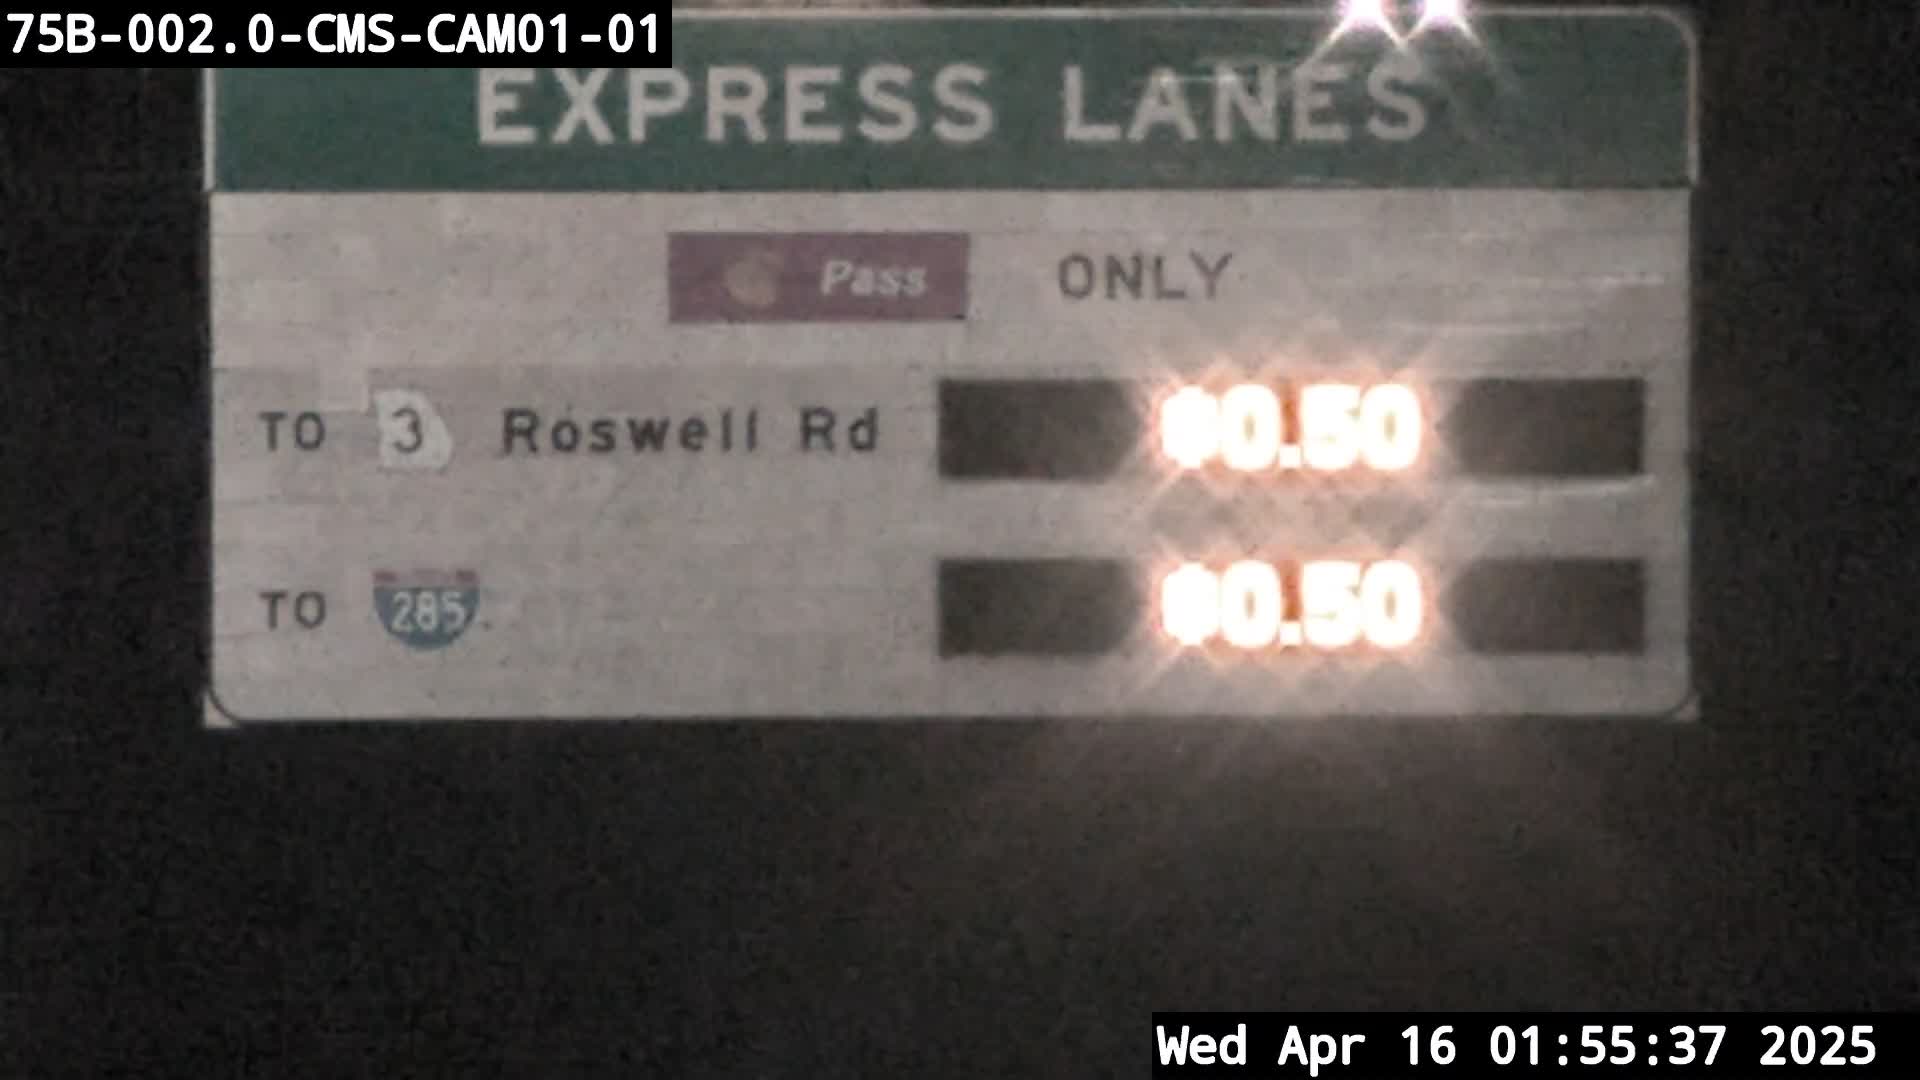 75B-002.0-CMS-CAM01-01
EXPRESS LANES
Pass ONLY
TO 3 Roswell Rd $0.50
TO 285 $0.50
Wed Apr 16 01:55:37 2025